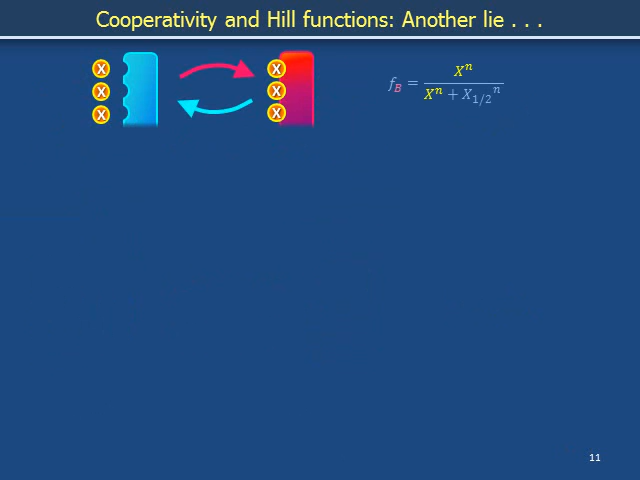 Cooperativity and Hill functions: Another lie . . .
X X
X X
X X
f_B = X^n / (X^n + X_{1/2}^n)
11